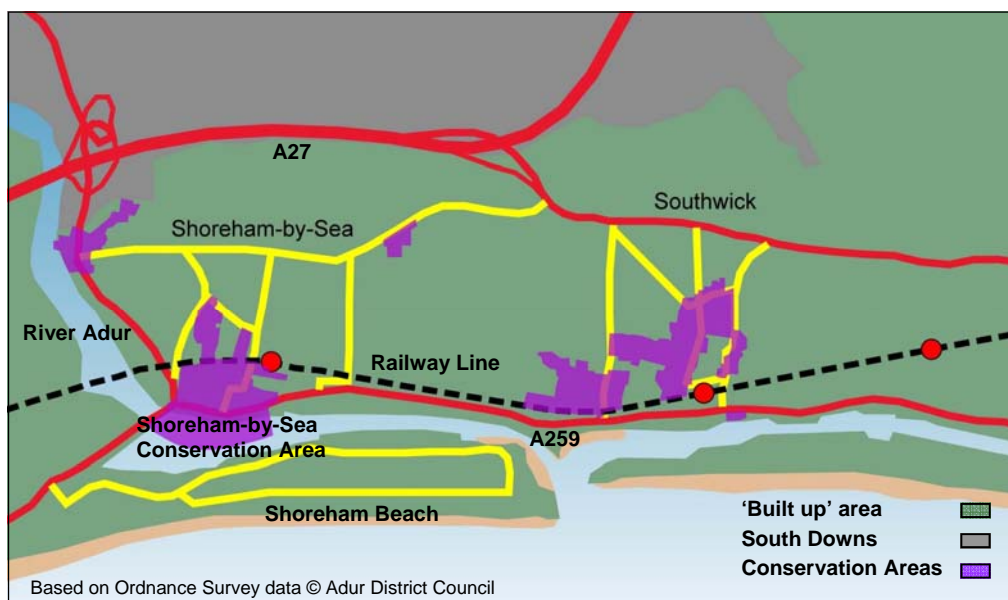 A27
Southwick
Shoreham-by-Sea
River Adur
Railway Line
Shoreham-by-Sea
Conservation Area
A259
Shoreham Beach
‘Built up’ area
South Downs
Conservation Areas
Based on Ordnance Survey data © Adur District Council